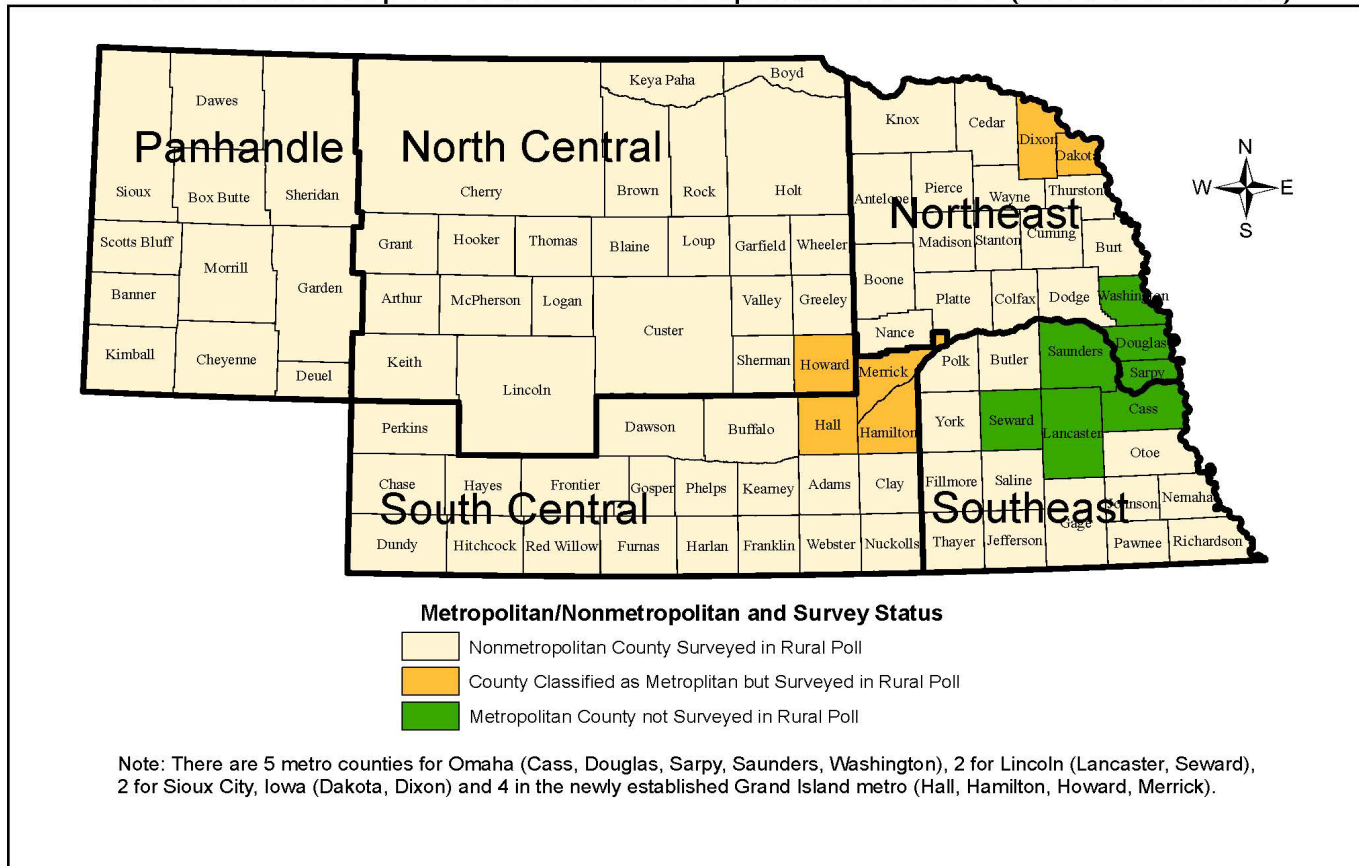 Keya Paha
Boyd
Knox
Cedar
Dixon
Dakota
Dawes
Panhandle
North Central
Sioux
Box Butte
Sheridan
Cherry
Brown
Rock
Holt
Antelope
Pierce
Wayne
Thurston
Northeast
Madison
Stanton
Cuming
Burt
Scotts Bluff
Morrill
Garden
Grant
Hooker
Thomas
Blaine
Loup
Garfield
Wheeler
Boone
Banner
Arthur
McPherson
Logan
Custer
Valley
Greeley
Platte
Colfax
Dodge
Washington
Nance
Kimball
Cheyenne
Deuel
Keith
Lincoln
Sherman
Howard
Merrick
Polk
Butler
Saunders
Douglas
Sarpy
Perkins
Dawson
Buffalo
Hall
Hamilton
York
Seward
Lancaster
Cass
Otoe
Chase
Hayes
Frontier
Gosper
Phelps
Kearney
Adams
Clay
Fillmore
Saline
South Central
Southeast
Gage
Johnson
Nemaha
Dundy
Hitchcock
Red Willow
Furnas
Harlan
Franklin
Webster
Nuckolls
Thayer
Jefferson
Pawnee
Richardson
N
W
E
S
Metropolitan/Nonmetropolitan and Survey Status
Nonmetropolitan County Surveyed in Rural Poll
County Classified as Metroplitan but Surveyed in Rural Poll
Metropolitan County not Surveyed in Rural Poll
Note: There are 5 metro counties for Omaha (Cass, Douglas, Sarpy, Saunders, Washington), 2 for Lincoln (Lancaster, Seward),
2 for Sioux City, Iowa (Dakota, Dixon) and 4 in the newly established Grand Island metro (Hall, Hamilton, Howard, Merrick).